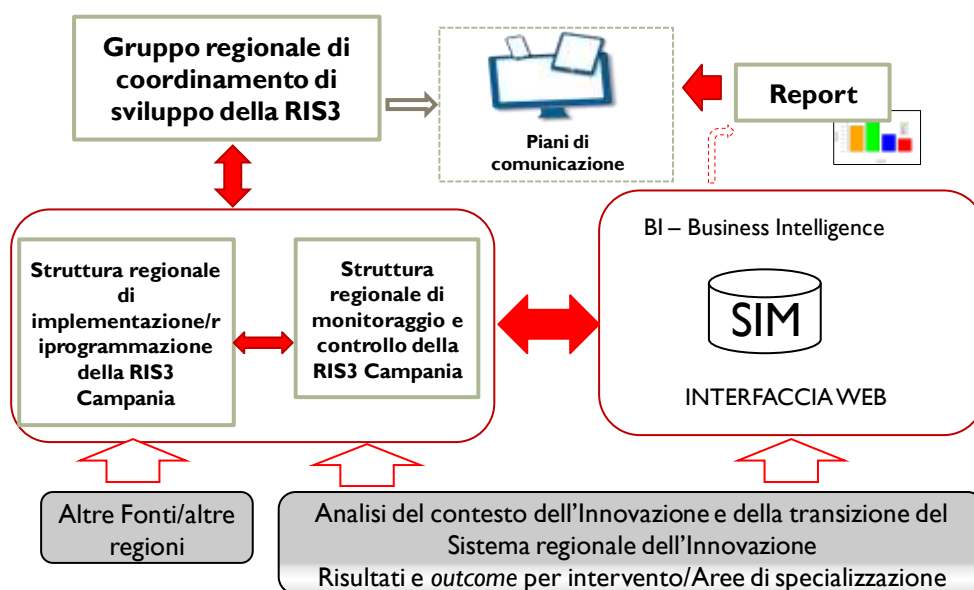 Gruppo regionale di
coordinamento di
sviluppo della RIS3
Piani di
comunicazione
Report
BI – Business Intelligence
SIM
INTERFACCIA WEB
Struttura regionale
di
implementazione/r
iprogrammazione
della RIS3
Campania
Struttura
regionale di
monitoraggio e
controllo della
RIS3 Campania
Altre Fonti/altre
regioni
Analisi del contesto dell’Innovazione e della transizione del
Sistema regionale dell’Innovazione
Risultati e outcome per intervento/Aree di specializzazione